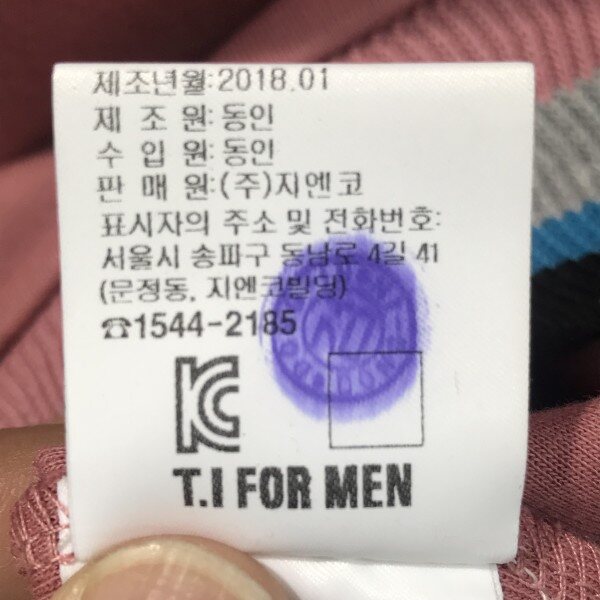 제조년월:2018.01
제 조 원:동인
수 입 원:동인
판 매 원:(주)지엔코
표시자의 주소 및 전화번호:
서울시 송파구 동남로 4길 41
(문정동, 지엔코빌딩)
☎1544-2185
KC
T.I FOR MEN